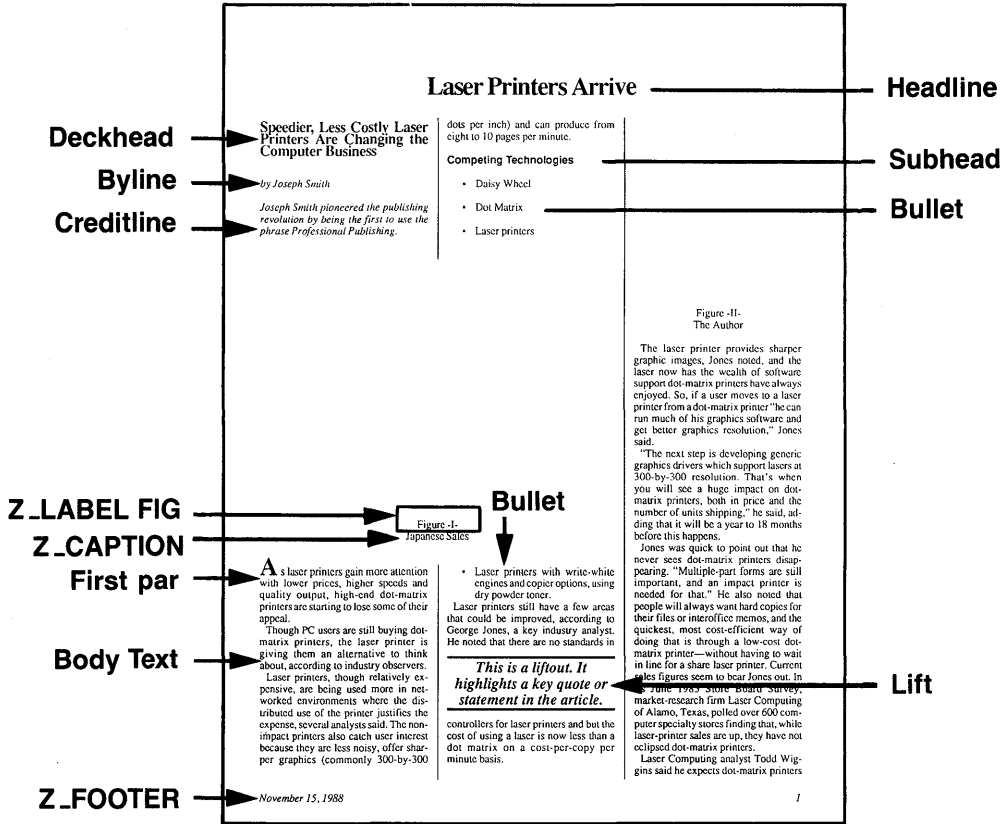 Laser Printers Arrive
Headline
Deckhead
Speedier, Less Costly Laser
Printers Are Changing the
Computer Business
Byline
by Joseph Smith
Creditline
Joseph Smith pioneered the publishing
revolution by being the first to use the
phrase Professional Publishing.
Z_LABEL FIG
Figure -I-
Z_CAPTION
Japanese Sales
First par
As laser printers gain more attention
with lower prices, higher speeds and
quality output, high-end dot-matrix
printers are starting to lose some of their
appeal.
Though PC users are still buying dot-
matrix printers, the laser printer is
giving them an alternative to think
about, according to industry observers.
Body Text
Laser printers, though relatively ex-
pensive, are being used more in net-
worked environments where the dis-
tributed use of the printer justifies the
expense, several analysts said. The non-
impact printers also catch user interest
because they are less noisy, offer shar-
per graphics (commonly 300-by-300
dots per inch) and can produce from
eight to 10 pages per minute.
Competing Technologies
Subhead
• Daisy Wheel
• Dot Matrix
Bullet
• Laser printers
Bullet
• Laser printers with write-white
engines and copier options, using
dry powder toner.
Laser printers still have a few areas
that could be improved, according to
George Jones, a key industry analyst.
He noted that there are no standards in
This is a liftout. It
highlights a key quote or
statement in the article.
Lift
controllers for laser printers and but the
cost of using a laser is now less than a
dot matrix on a cost-per-copy per
minute basis.
Figure -II-
The Author
The laser printer provides sharper
graphic images, Jones noted, and the
laser now has the wealth of software
support dot-matrix printers have always
enjoyed. So, if a user moves to a laser
printer from a dot-matrix printer "he can
run much of his graphics software and
get better graphics resolution," Jones
said.
"The next step is developing generic
graphics drivers which support lasers at
300-by-300 resolution. That's when
you will see a huge impact on dot-
matrix printers, both in price and the
number of units shipping," he said, ad-
ding that it will be a year to 18 months
before this happens.
Jones was quick to point out that he
never sees dot-matrix printers disap-
pearing. "Multiple-part forms are still
important, and an impact printer is
needed for that." He also noted that
people will always want hard copies for
their files or interoffice memos, and the
quickest, most cost-efficient way of
doing that is through a low-cost dot-
matrix printer—without having to wait
in line for a share laser printer. Current
sales figures seem to bear Jones out. In
its June 1985 Store Board Survey,
market-research firm Laser Computing
of Alamo, Texas, polled over 600 com-
puter specialty stores finding that, while
laser-printer sales are up, they have not
eclipsed dot-matrix printers.
Laser Computing analyst Todd Wig-
gins said he expects dot-matrix printers
Z_FOOTER
November 15, 1988
1